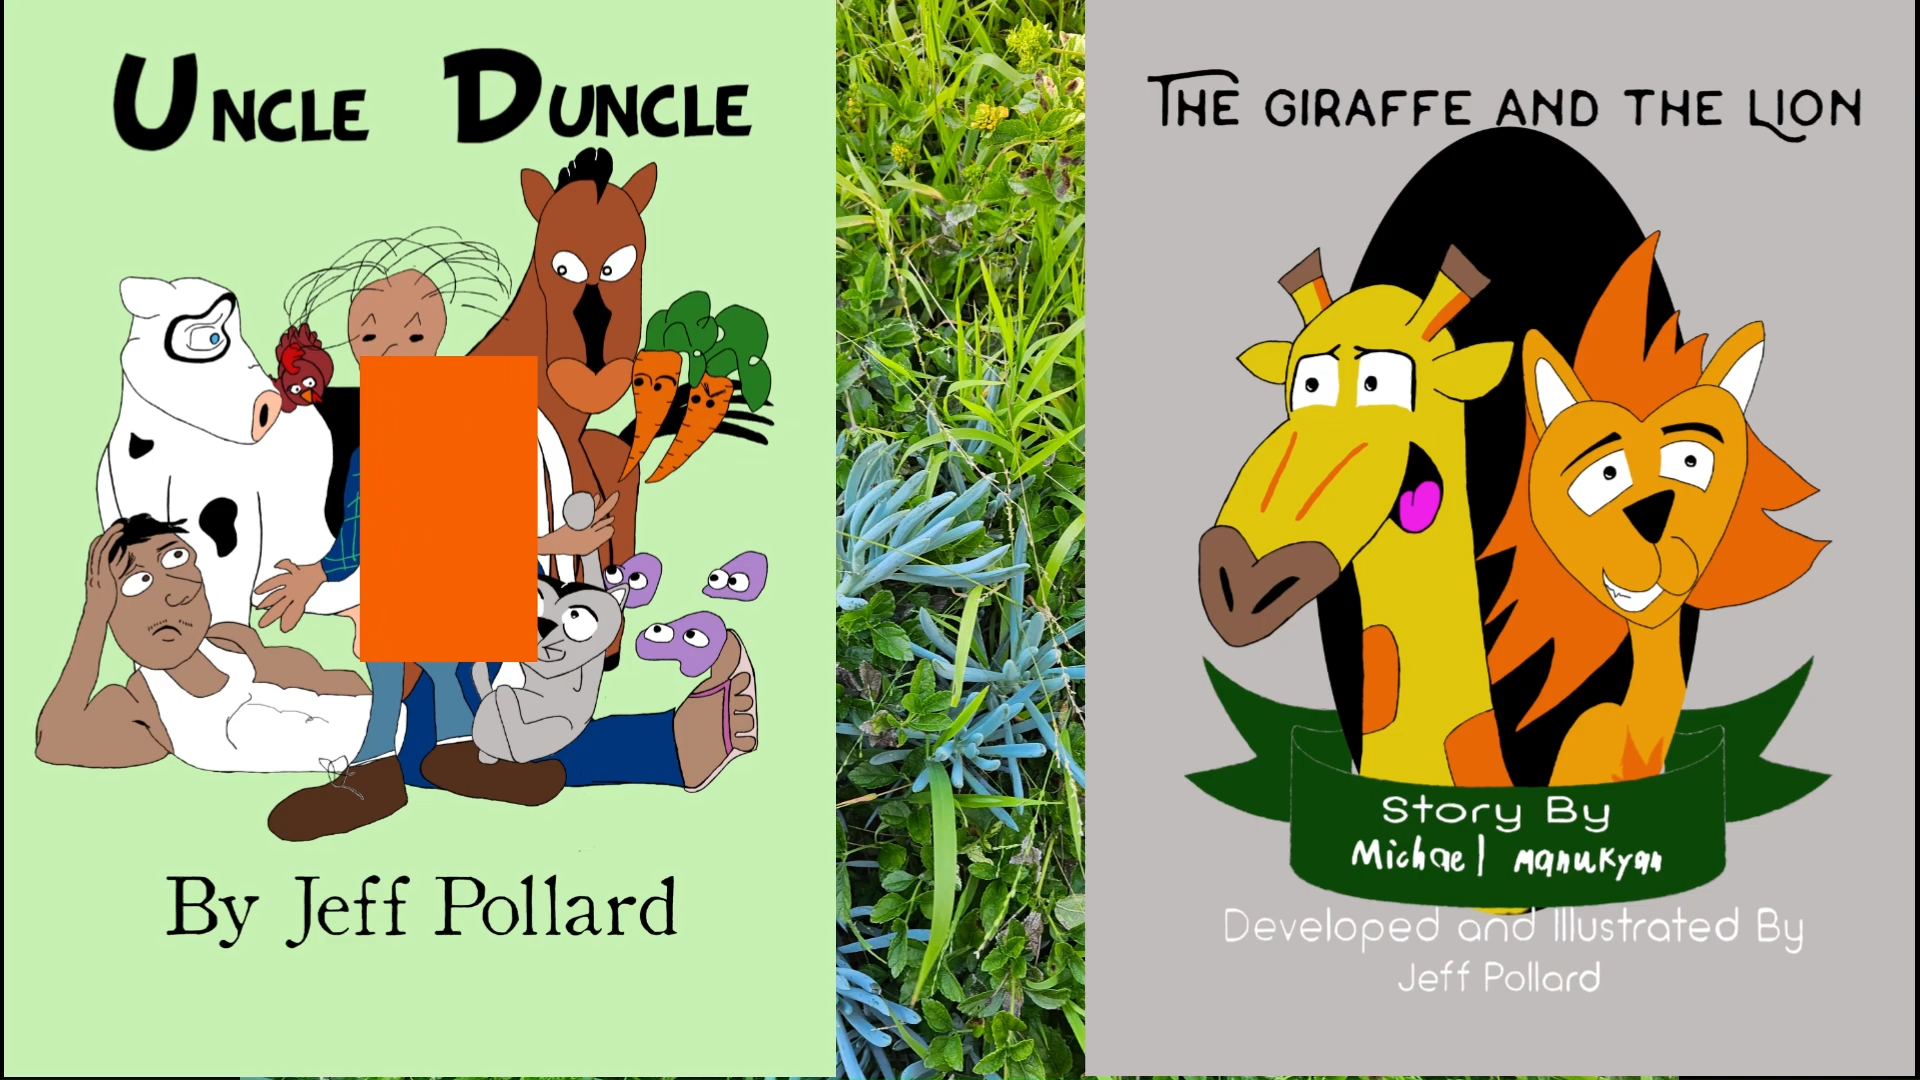 UNCLE DUNCLE
By Jeff Pollard
THE GIRAFFE AND THE LION
Story By
Michael Manukyan
Developed and Illustrated By
Jeff Pollard